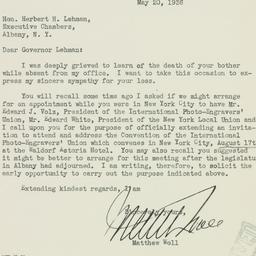 May 20, 1936
Hon. Herbert H. Lehman,
Executive Chambers,
Albany, N. Y.
Dear Governor Lehman:
I was deeply grieved to learn of the death of your bother
while absent from my office. I want to take this occasion to ex-
press my sincere sympathy for your loss.
You will recall some time ago I asked if we might arrange
for an appointment while you were in New York City to have Mr.
Edward J. Volz, President of the International Photo-Engravers'
Union, Mr. Edward White, President of the New York Local Union and
I call upon you for the purpose of officially extending an invita-
tion to attend and address the Convention of the International
Photo-Engravers' Union which convenes in New York City, August 17t
at the Waldorf Astoria Hotel. You may also recall you suggested
it might be better to arrange for this meeting after the legislatu
in Albany had adjourned. I am writing, therefore, to solicit the
early opportunity to carry out the purpose indicated above.
Extending kindest regards, I am
Matthew Woll
Matthew Woll